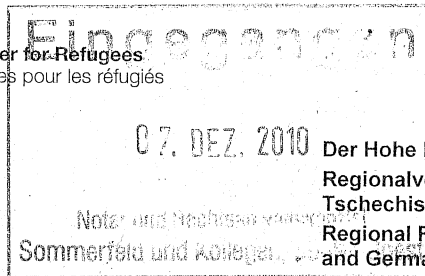 Eingegangen
er for Refugees
es pour les réfugiés
07. DEZ. 2010
Der Hohe
Regionalv
Tschechis
Regional
and Germa
Sommerfeld und